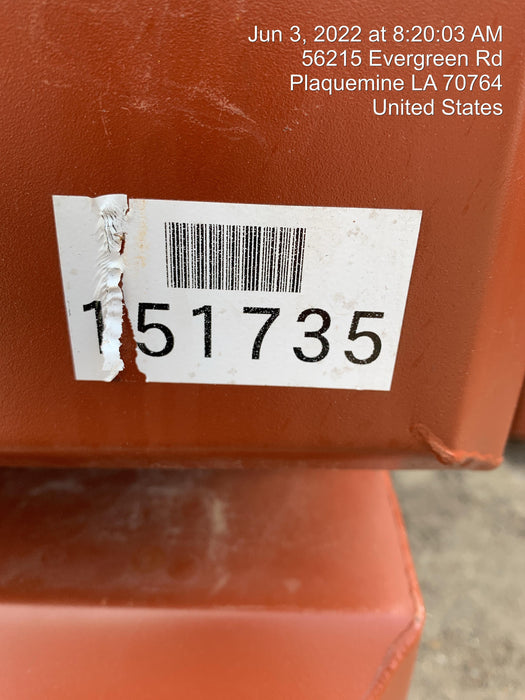 Jun 3, 2022 at 8:20:03 AM
56215 Evergreen Rd
Plaquemine LA 70764
United States
151735